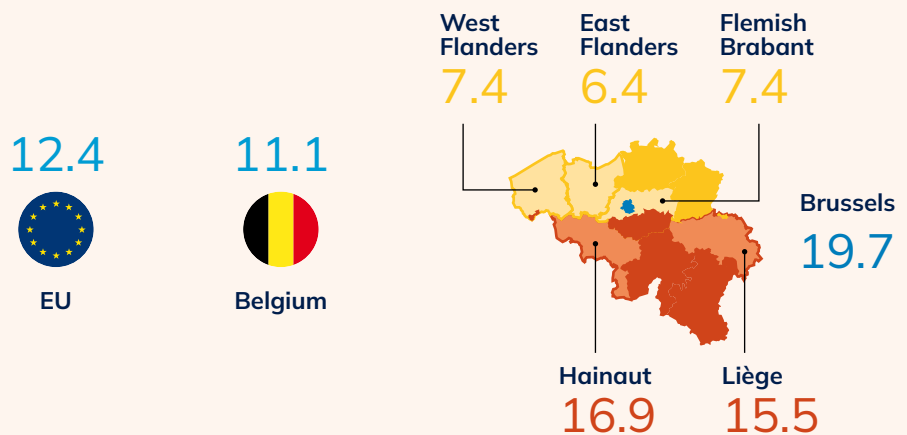 West
Flanders
7.4
East
Flanders
6.4
Flemish
Brabant
7.4
12.4
EU
11.1
Belgium
Brussels
19.7
Hainaut
16.9
Liège
15.5